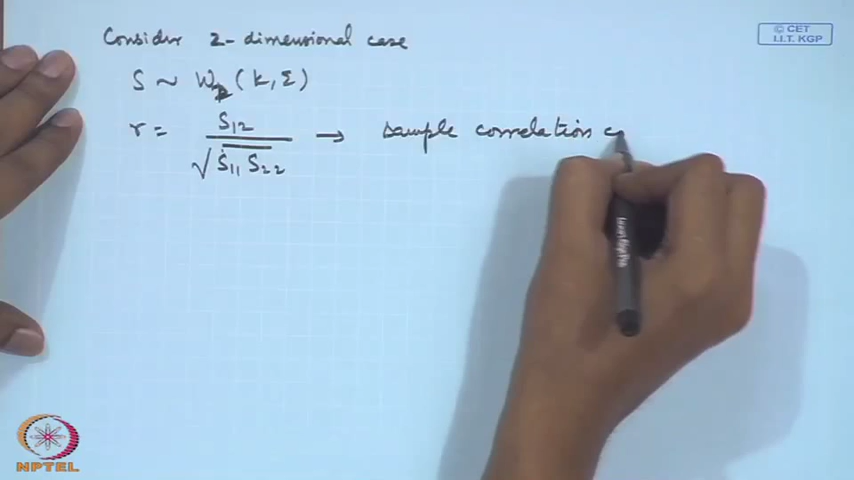 Consider 2-dimensional case
© CET
I.I.T. KGP
S ~ W₂ (k, Σ)
r = S₁₂ / √S₁₁ S₂₂ → sample correlation c
NPTEL